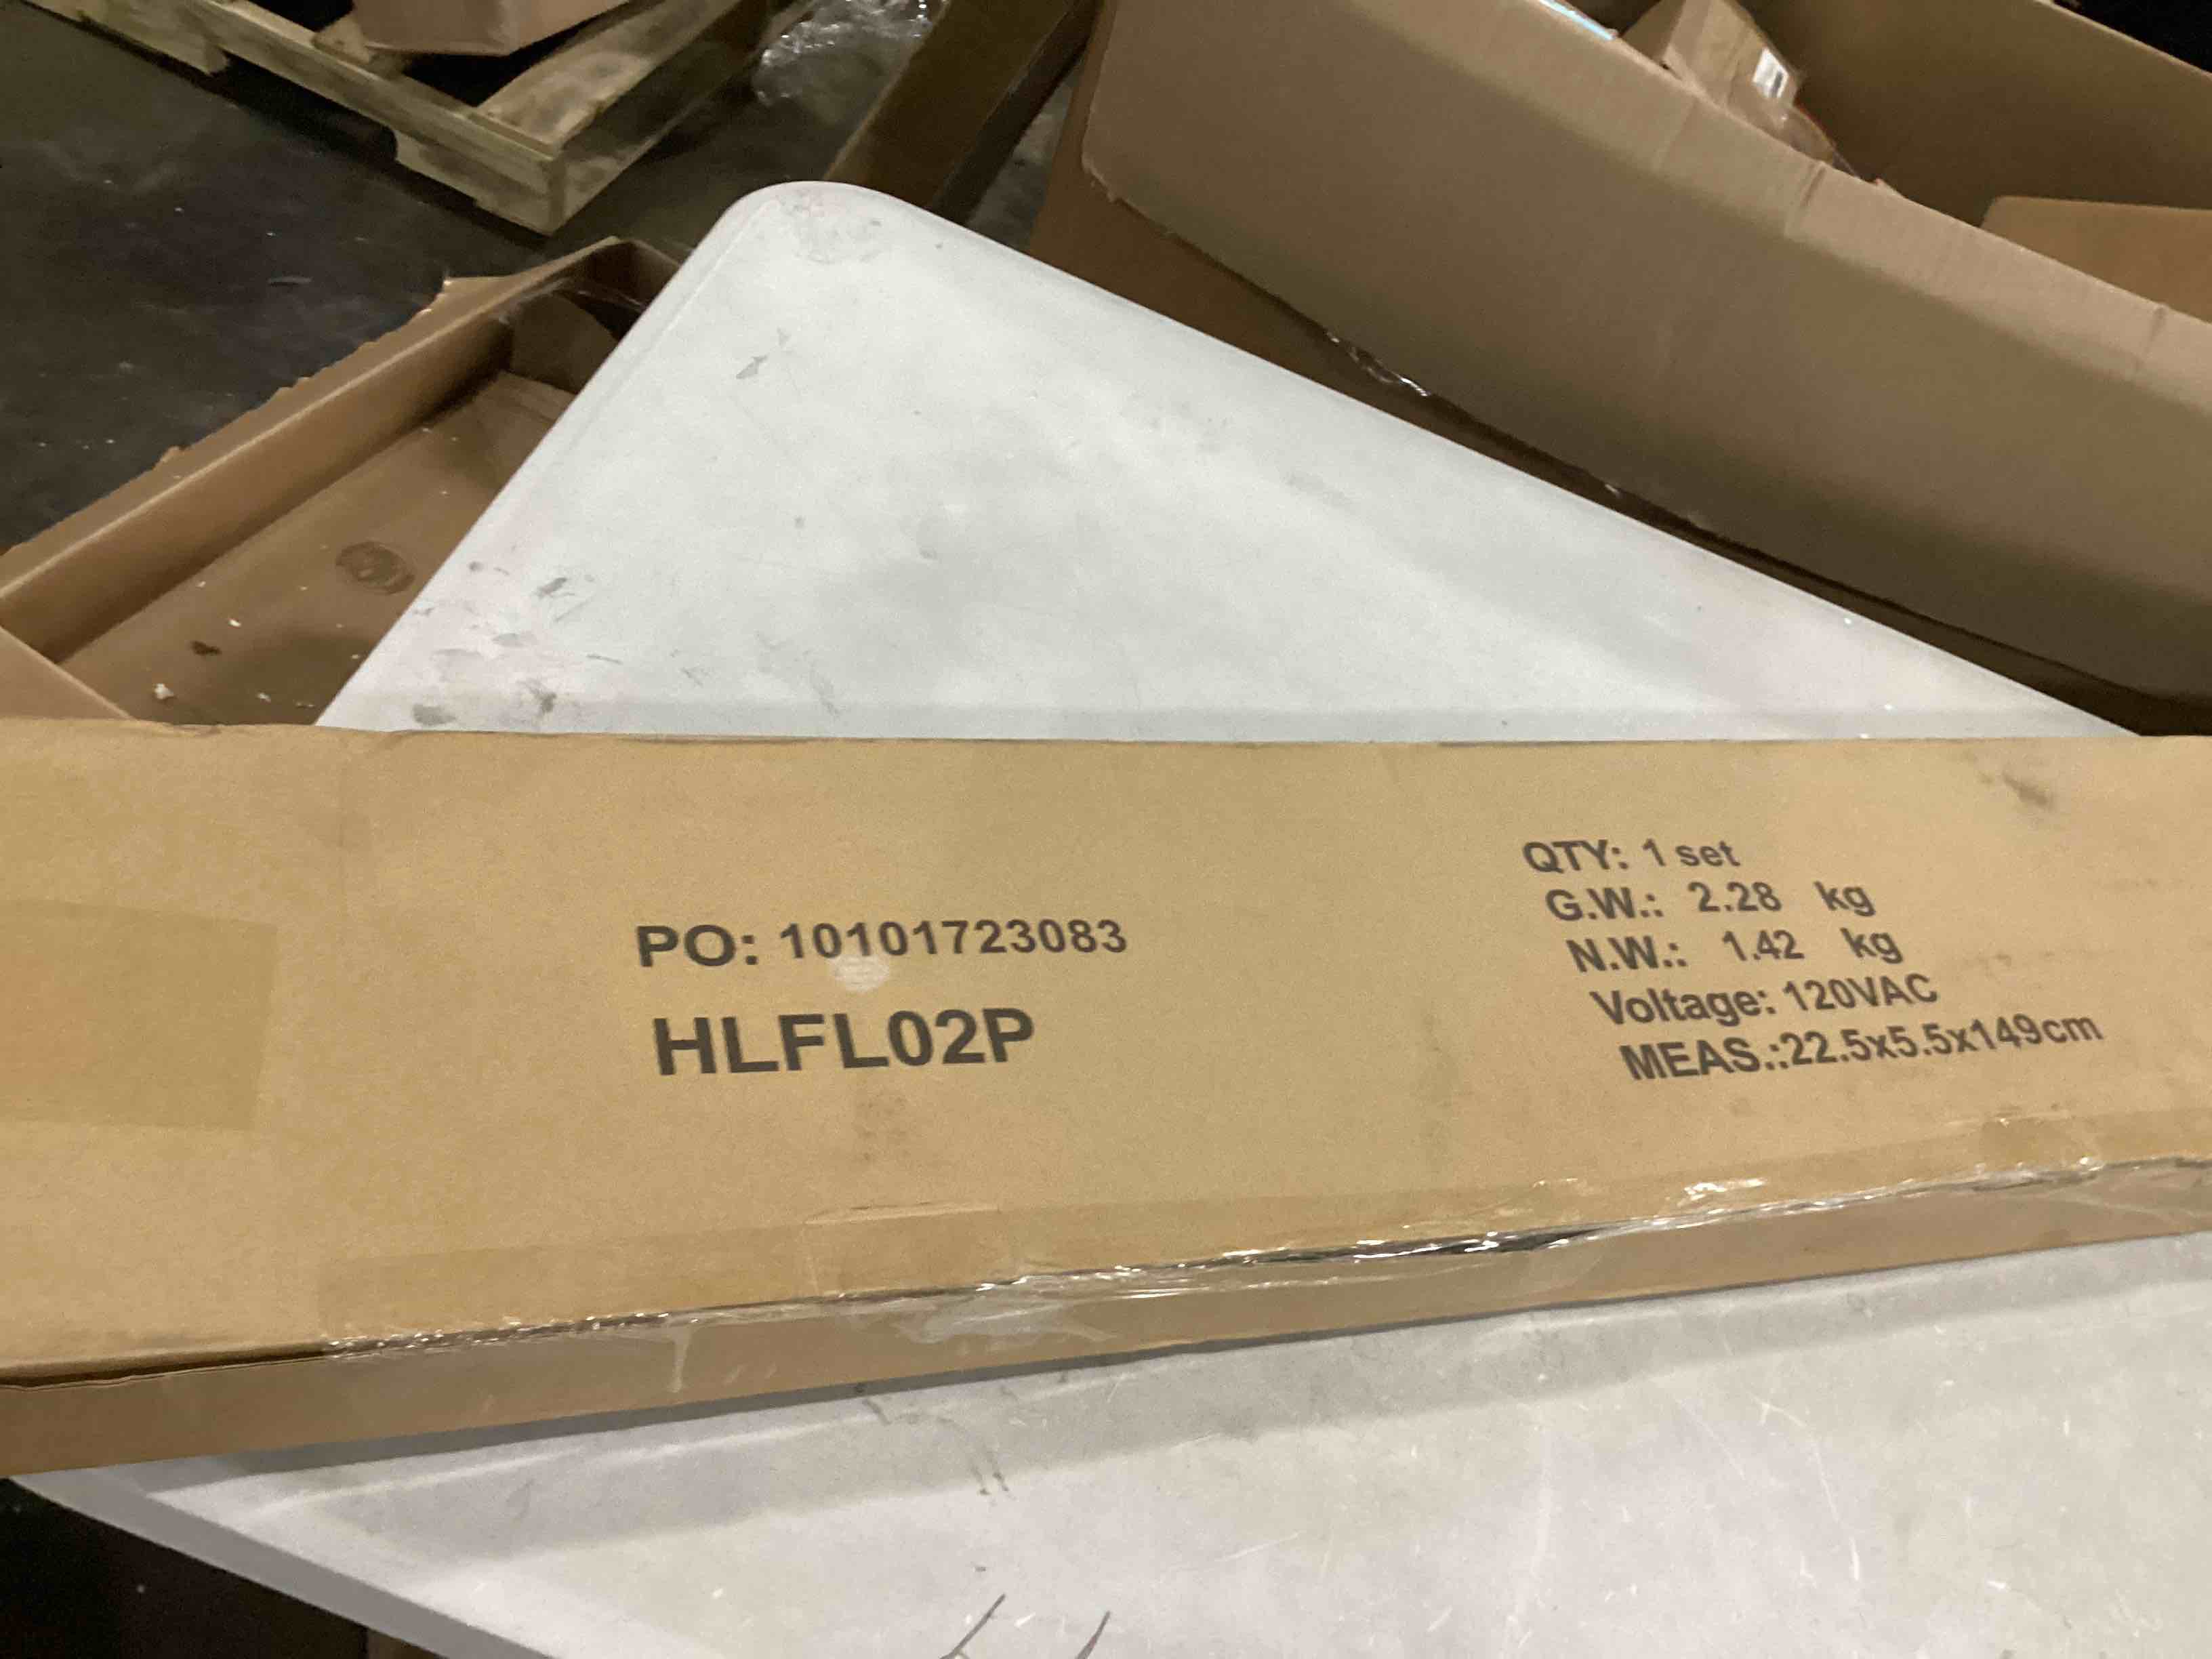 PO: 10101723083
HLFL02P
QTY: 1 set
G.W.: 2.28 kg
N.W.: 1.42 kg
Voltage: 120VAC
MEAS.:22.5x5.5x149cm